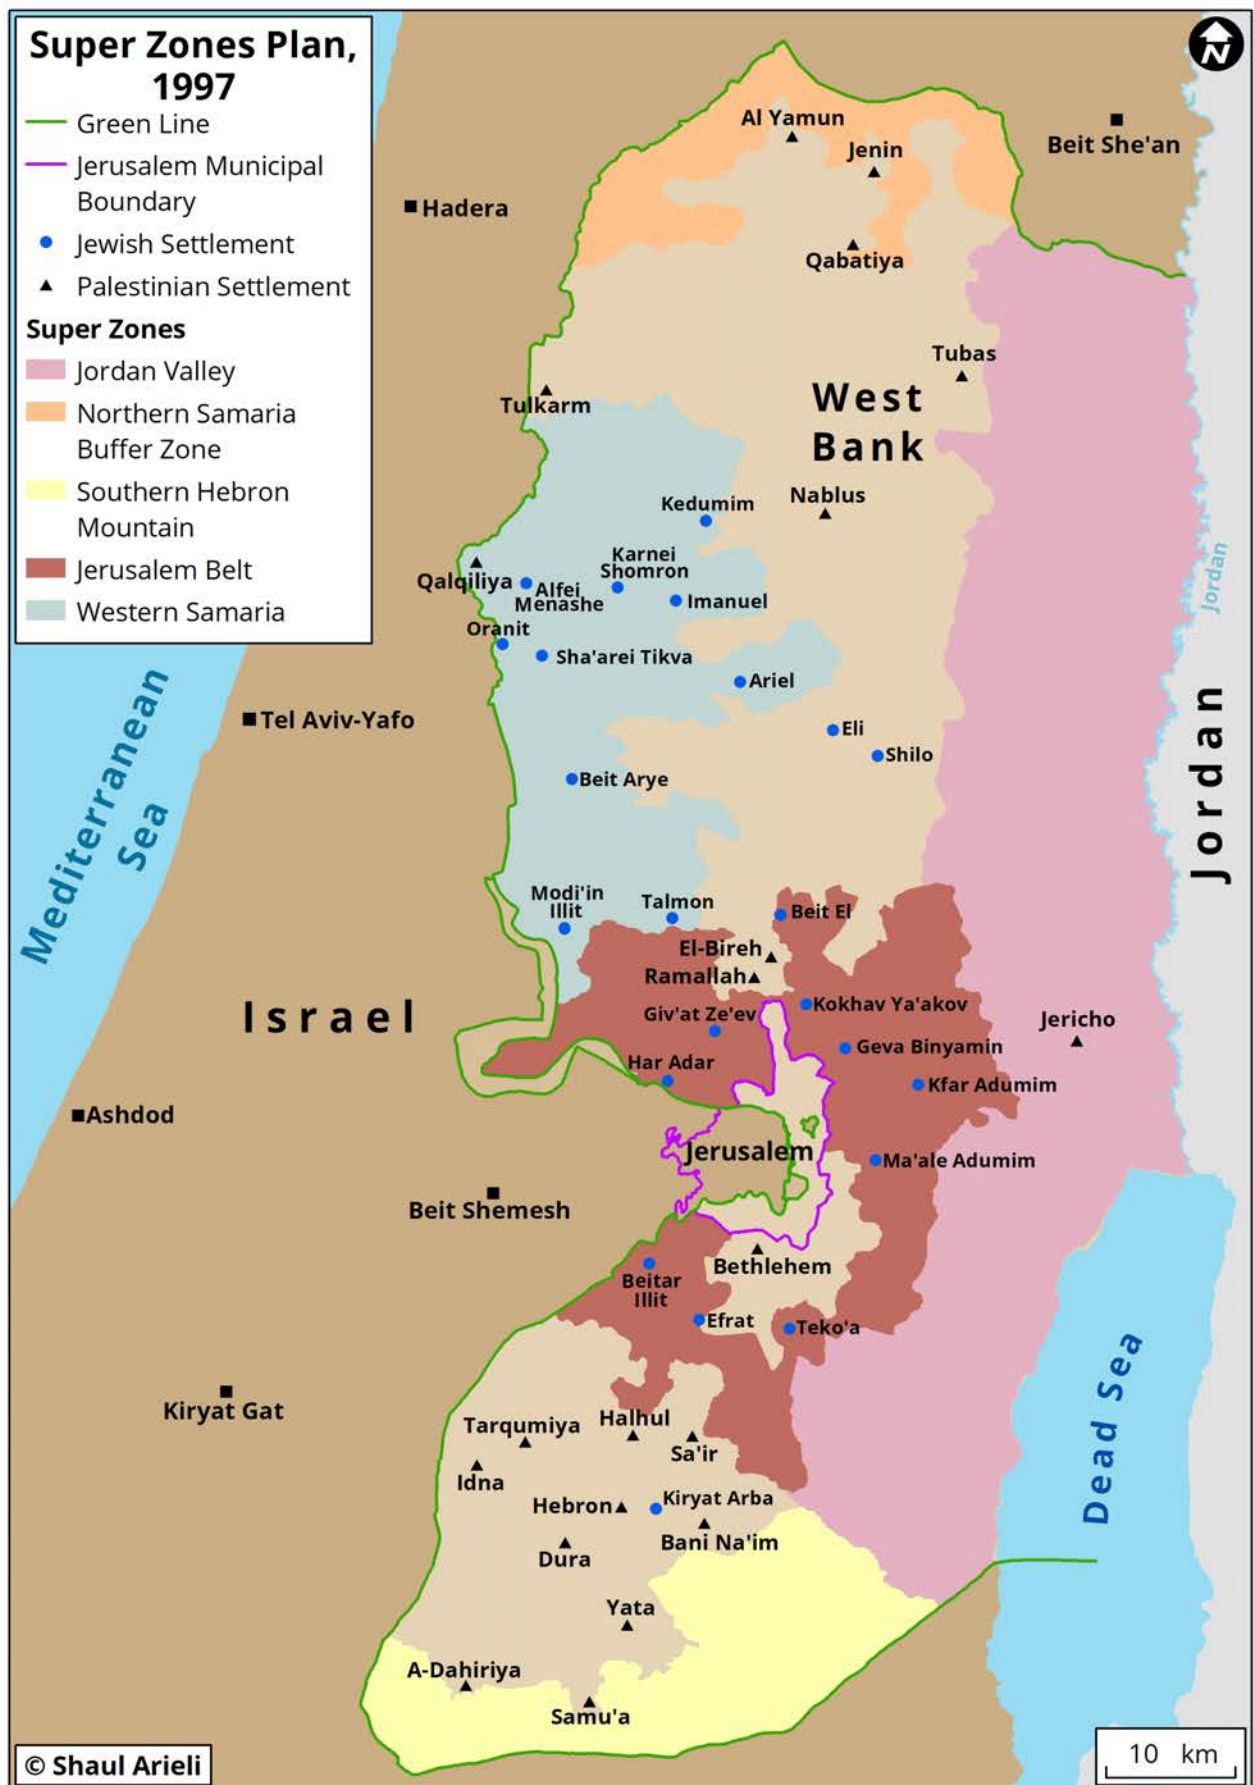 Super Zones Plan,
1997
Green Line
Jerusalem Municipal
Boundary
Jewish Settlement
Palestinian Settlement
Super Zones
Jordan Valley
Northern Samaria
Buffer Zone
Southern Hebron
Mountain
Jerusalem Belt
Western Samaria
N
Al Yamun
Jenin
Beit She'an
Hadera
Qabatiya
Tubas
Tulkarm
West
Bank
Nablus
Kedumim
Karnei
Shomron
Qalqiliya
Alfei
Menashe
Imanuel
Jordan
Oranit
Sha'arei Tikva
Ariel
Tel Aviv-Yafo
Eli
Shilo
Beit Arye
Mediterranean
Sea
Jordan
Modi'in
Illit
Talmon
Beit El
El-Bireh
Ramallah
Israel
Giv'at Ze'ev
Kokhav Ya'akov
Jericho
Geva Binyamin
Har Adar
Kfar Adumim
Ashdod
Jerusalem
Ma'ale Adumim
Beit Shemesh
Bethlehem
Beitar
Illit
Efrat
Teko'a
Dead Sea
Kiryat Gat
Tarqumiya
Halhul
Sa'ir
Idna
Hebron
Kiryat Arba
Bani Na'im
Dura
Yata
A-Dahiriya
Samu'a
© Shaul Arieli
10 km